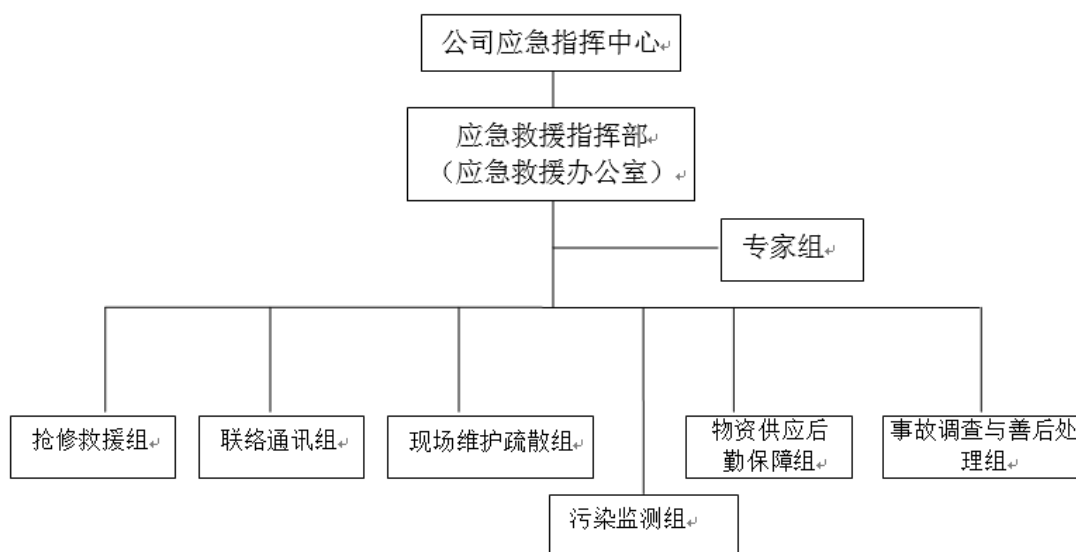 公司应急指挥中心
应急救援指挥部
（应急救援办公室）
专家组
抢修救援组
联络通讯组
现场维护疏散组
物资供应后
勤保障组
事故调查与善后处
理组
污染监测组